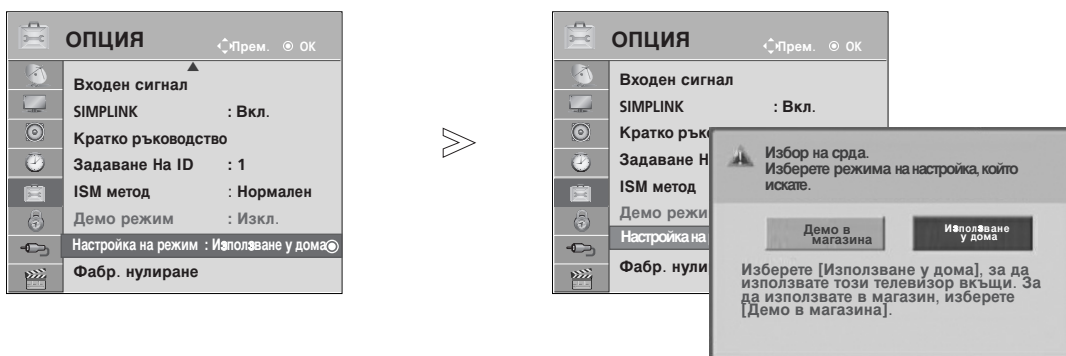 ОПЦИЯ
Прем. OK
Входен сигнал
SIMPLINK : Вкл.
Кратко ръководство
Задаване На ID : 1
ISM метод : Нормален
Демо режим : Изкл.
Настройка на режим : Използване у дома
Фабр. нулиране
ОПЦИЯ
Прем. OK
Входен сигнал
SIMPLINK : Вкл.
Кратко ръко
Задаване Н
ISM метод
Демо режи
Настройка на
Фабр. нули
Избор на срда.
Изберете режима на настройка, който
искате.
Демо в
магазина
Използване
у дома
Изберете [Използване у дома], за да
използвате този телевизор вкъщи. За
да използвате в магазин, изберете
[Демо в магазина].